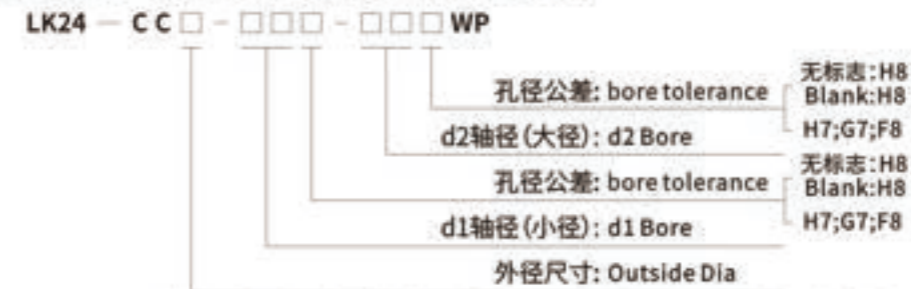 LK24 — CC□ - □□□ - □□□ WP
无标志:H8
孔径公差: bore tolerance Blank:H8
H7;G7;F8
d2轴径(大径): d2 Bore
无标志:H8
孔径公差: bore tolerance Blank:H8
H7;G7;F8
d1轴径(小径): d1 Bore
外径尺寸: Outside Dia